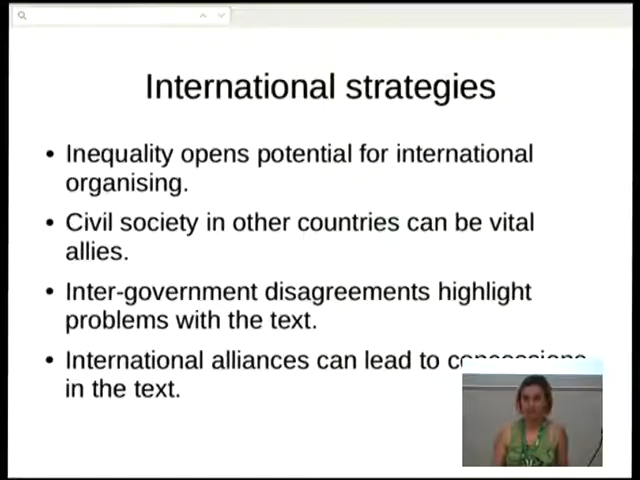 International strategies
• Inequality opens potential for international
organising.
• Civil society in other countries can be vital
allies.
• Inter-government disagreements highlight
problems with the text.
• International alliances can lead to concessions
in the text.